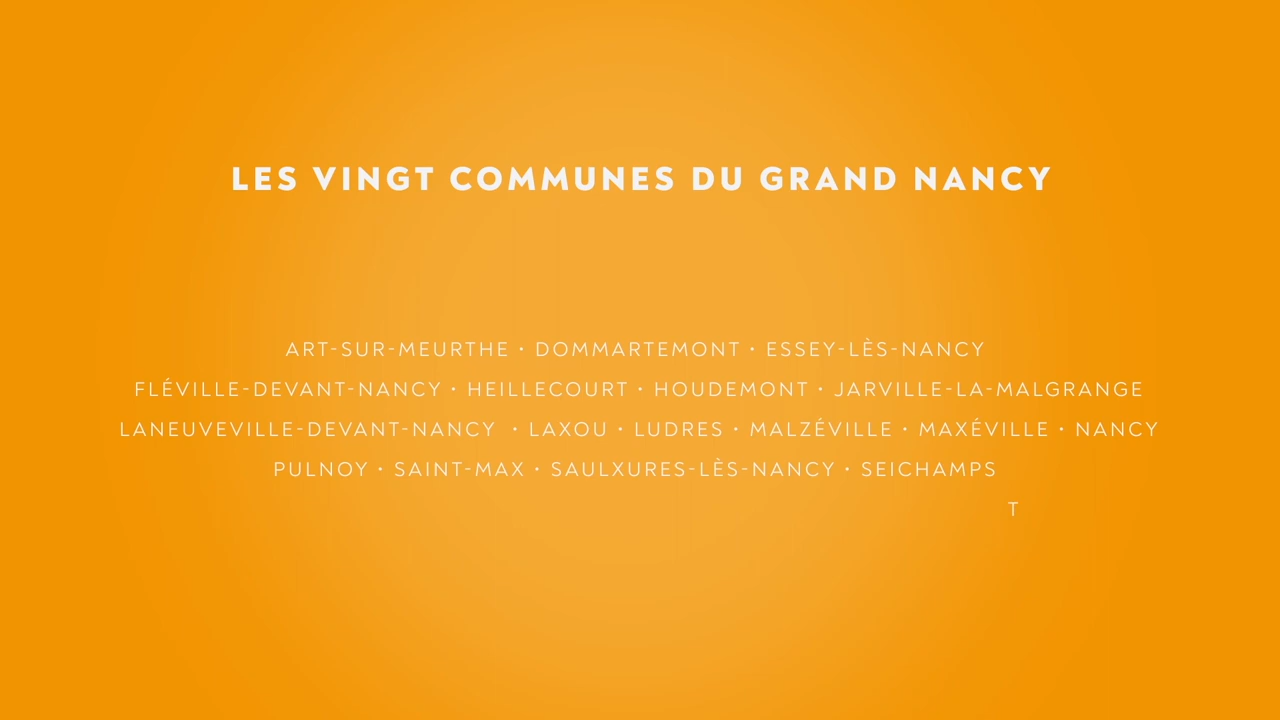 LES VINGT COMMUNES DU GRAND NANCY
ART-SUR-MEURTHE • DOMMARTEMONT • ESSEY-LÈS-NANCY
FLÉVILLE-DEVANT-NANCY • HEILLECOURT • HOUDEMONT • JARVILLE-LA-MALGRANGE
LANEUVEVILLE-DEVANT-NANCY • LAXOU • LUDRES • MALZÉVILLE • MAXÉVILLE • NANCY
PULNOY • SAINT-MAX • SAULXURES-LÈS-NANCY • SEICHAMPS
T